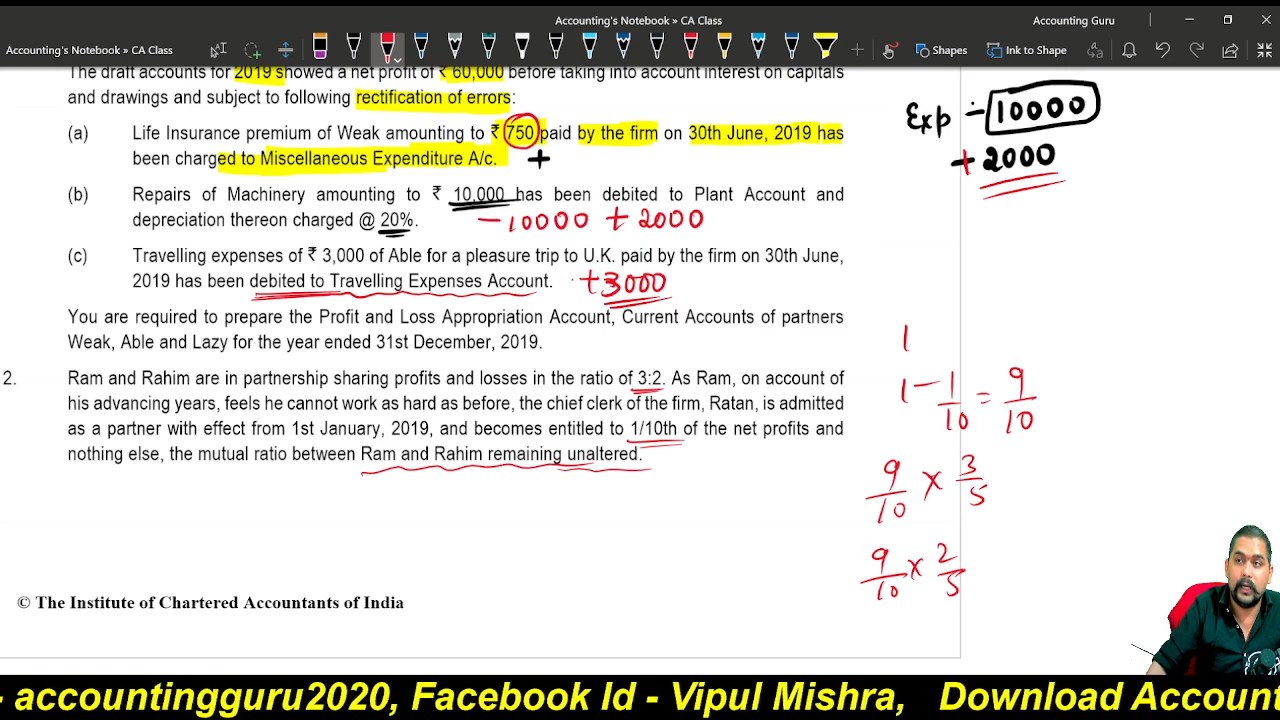 Accounting's Notebook » CA Class
Accounting Guru
Accounting's Notebook » CA Class
Shapes
Ink to Shape
The draft accounts for 2019 showed a net profit of ₹ 60,000 before taking into account interest on capitals
and drawings and subject to following rectification of errors:
(a) Life Insurance premium of Weak amounting to ₹ 750 paid by the firm on 30th June, 2019 has
been charged to Miscellaneous Expenditure A/c. +
(b) Repairs of Machinery amounting to ₹ 10,000 has been debited to Plant Account and
depreciation thereon charged @ 20%. - 10000 + 2000
(c) Travelling expenses of ₹ 3,000 of Able for a pleasure trip to U.K. paid by the firm on 30th June,
2019 has been debited to Travelling Expenses Account. +3000
You are required to prepare the Profit and Loss Appropriation Account, Current Accounts of partners
Weak, Able and Lazy for the year ended 31st December, 2019.
2. Ram and Rahim are in partnership sharing profits and losses in the ratio of 3:2. As Ram, on account of
his advancing years, feels he cannot work as hard as before, the chief clerk of the firm, Ratan, is admitted
as a partner with effect from 1st January, 2019, and becomes entitled to 1/10th of the net profits and
nothing else, the mutual ratio between Ram and Rahim remaining unaltered.
Exp - 10000
+ 2000
1
1 - 1/10 = 9/10
9/10 x 3/5
9/10 x 2/5
© The Institute of Chartered Accountants of India
- accountingguru2020, Facebook Id - Vipul Mishra, Download Account